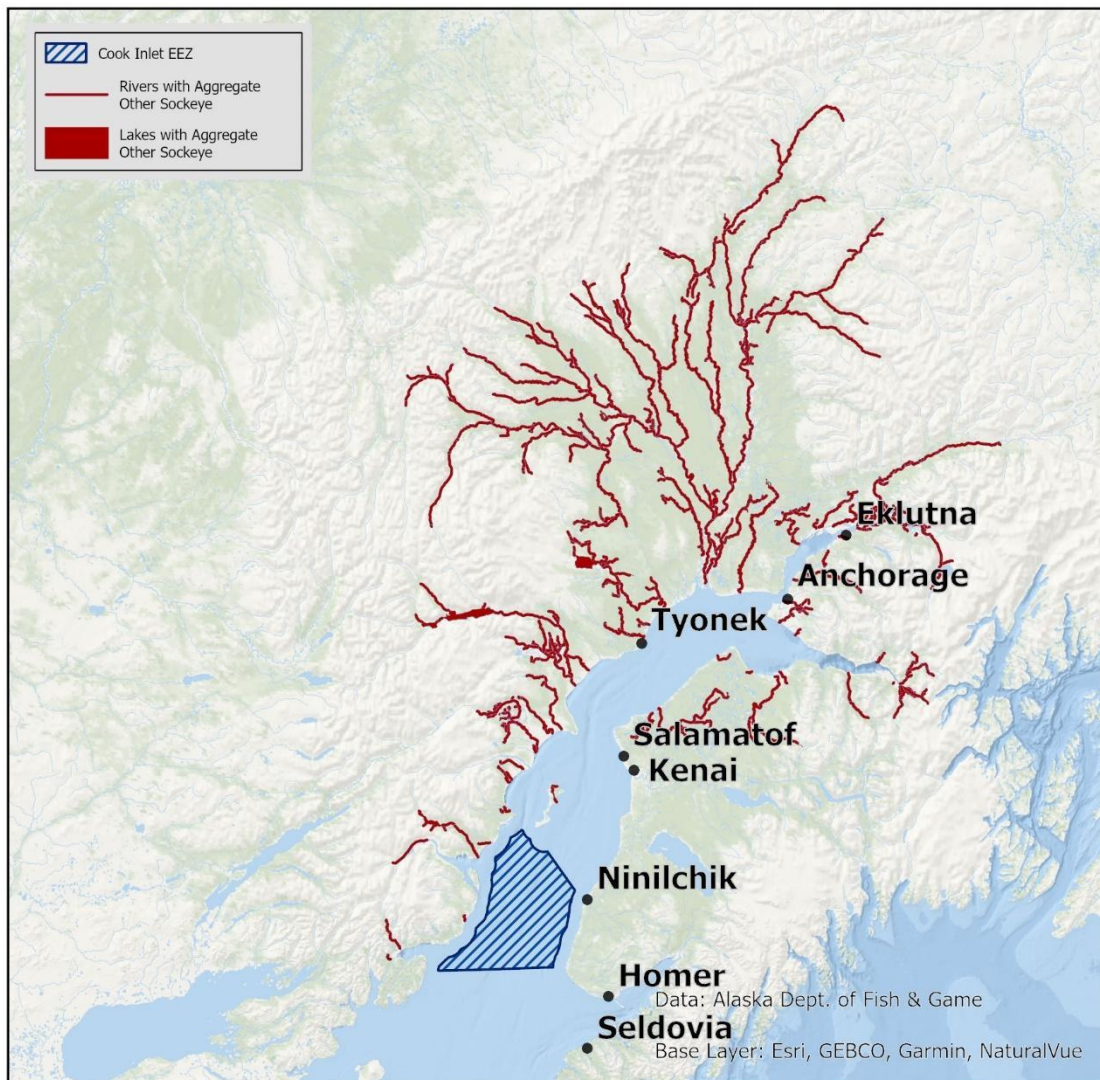 Cook Inlet EEZ
Rivers with Aggregate
Other Sockeye
Lakes with Aggregate
Other Sockeye
Eklutna
Anchorage
Tyonek
Salamatof
Kenai
Ninilchik
Homer
Data: Alaska Dept. of Fish & Game
Seldovia
Base Layer: Esri, GEBCO, Garmin, NaturalVue